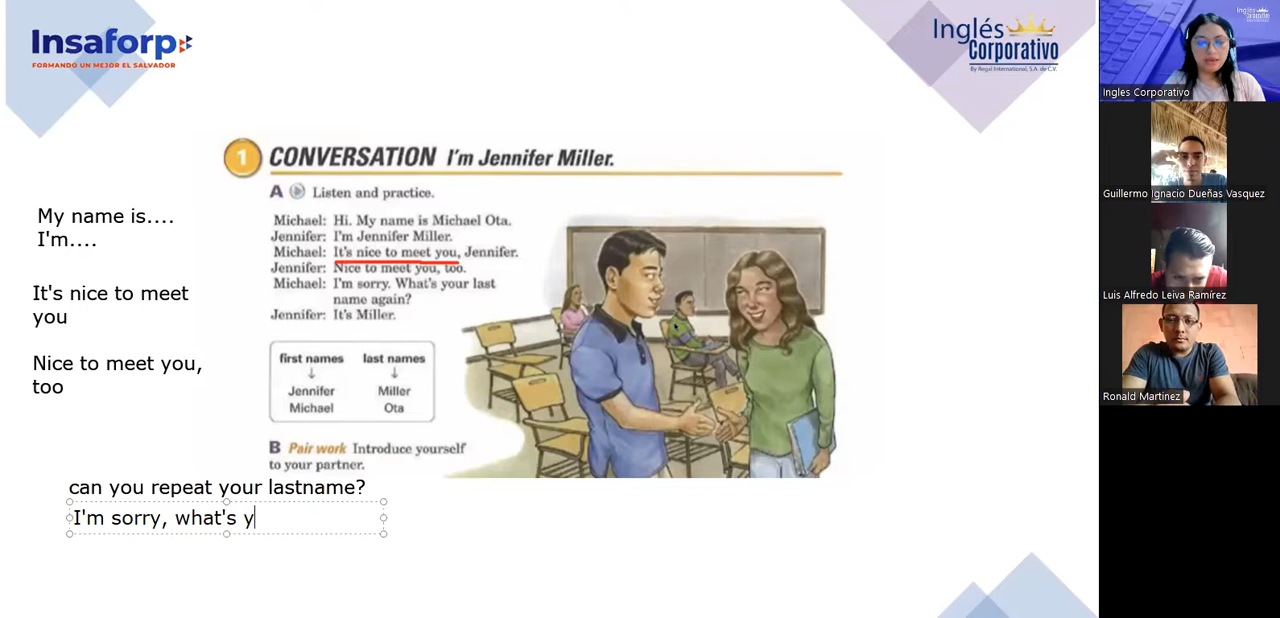 Insaforp
FORMANDO UN MEJOR EL SALVADOR
Inglés
Corporativo
By Regal International, S.A. de C.V.
1 CONVERSATION I'm Jennifer Miller.
A Listen and practice.
Michael: Hi. My name is Michael Ota.
Jennifer: I'm Jennifer Miller.
Michael: It's nice to meet you, Jennifer.
Jennifer: Nice to meet you, too.
Michael: I'm sorry. What's your last
name again?
Jennifer: It's Miller.
first names last names
↓ ↓
Jennifer Miller
Michael Ota
B Pair work Introduce yourself
to your partner.
My name is....
I'm....
It's nice to meet
you
Nice to meet you,
too
can you repeat your lastname?
I'm sorry, what's y
Ingles Corporativo
Guillermo Ignacio Dueñas Vasquez
Luis Alfredo Leiva Ramírez
Ronald Martinez